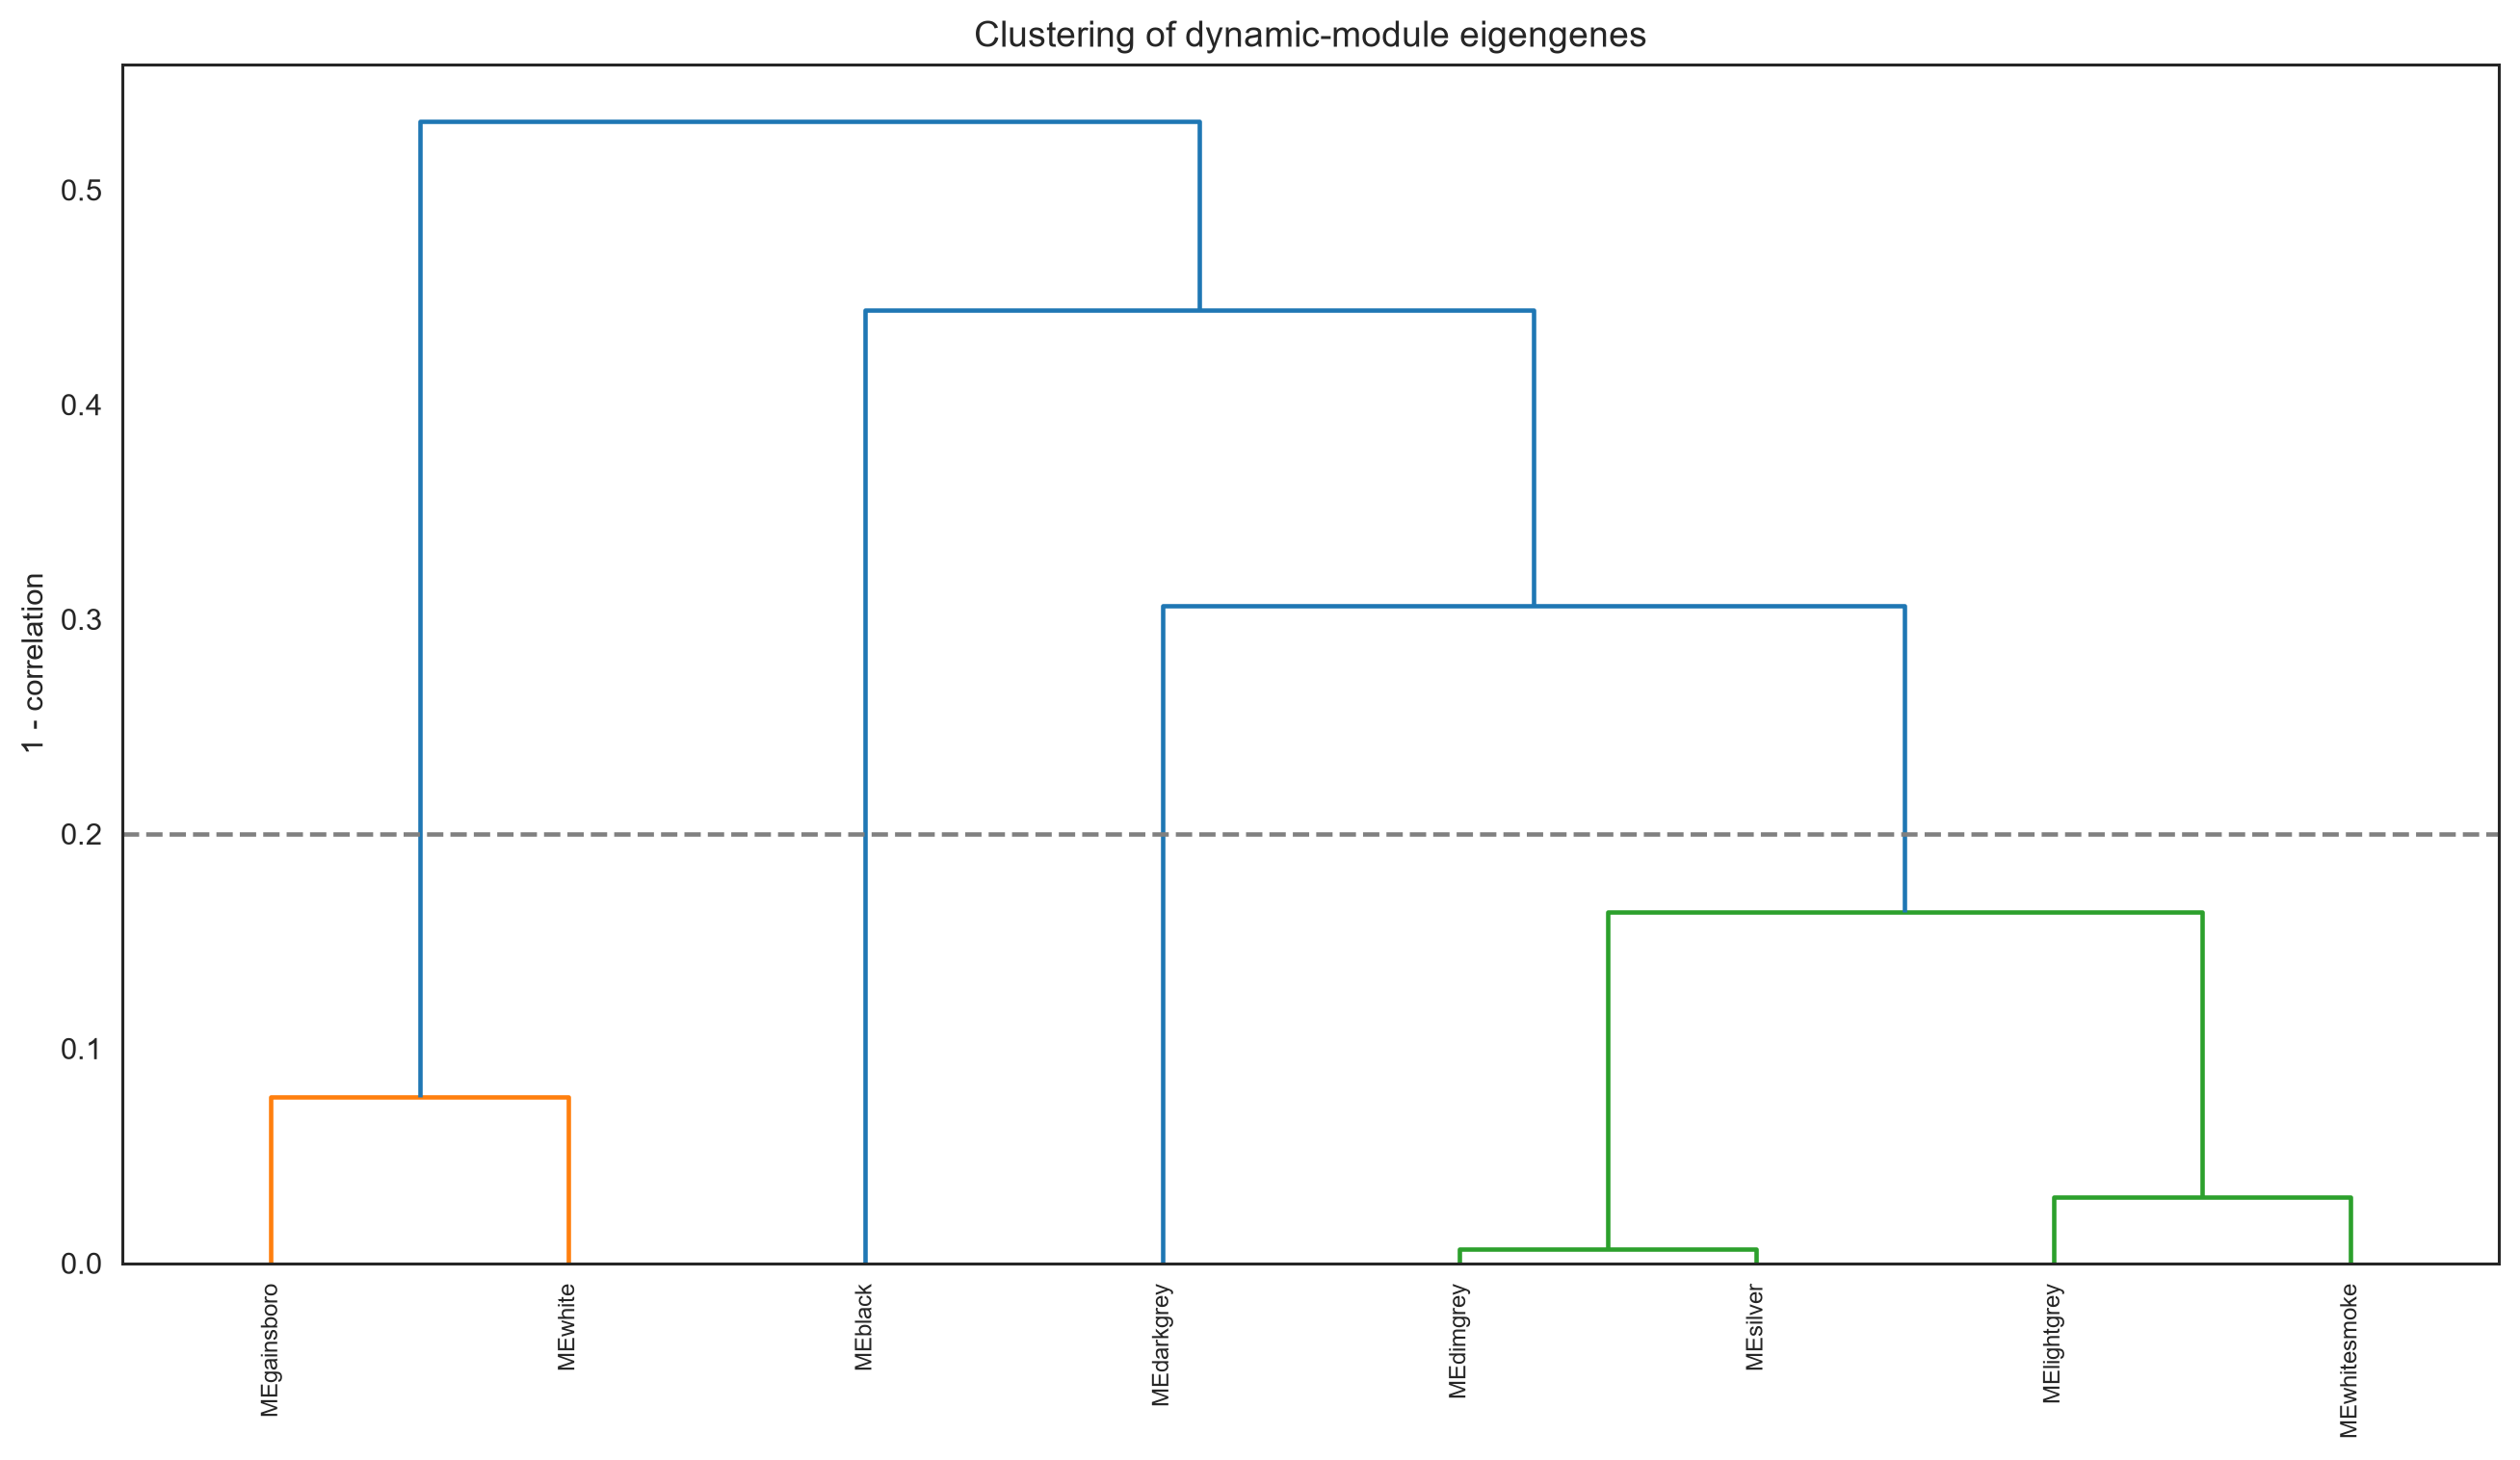 Clustering of dynamic-module eigengenes
1 - correlation
0.5
0.4
0.3
0.2
0.1
0.0
MEgainsboro
MEwhite
MEblack
MEdarkgrey
MEdimgrey
MEsilver
MElightgrey
MEwhitesmoke